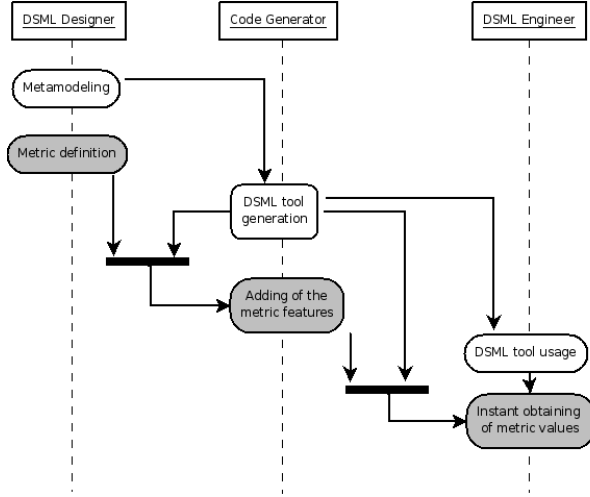 DSML Designer
Code Generator
DSML Engineer
Metamodeling
Metric definition
DSML tool
generation
Adding of the
metric features
DSML tool usage
Instant obtaining
of metric values